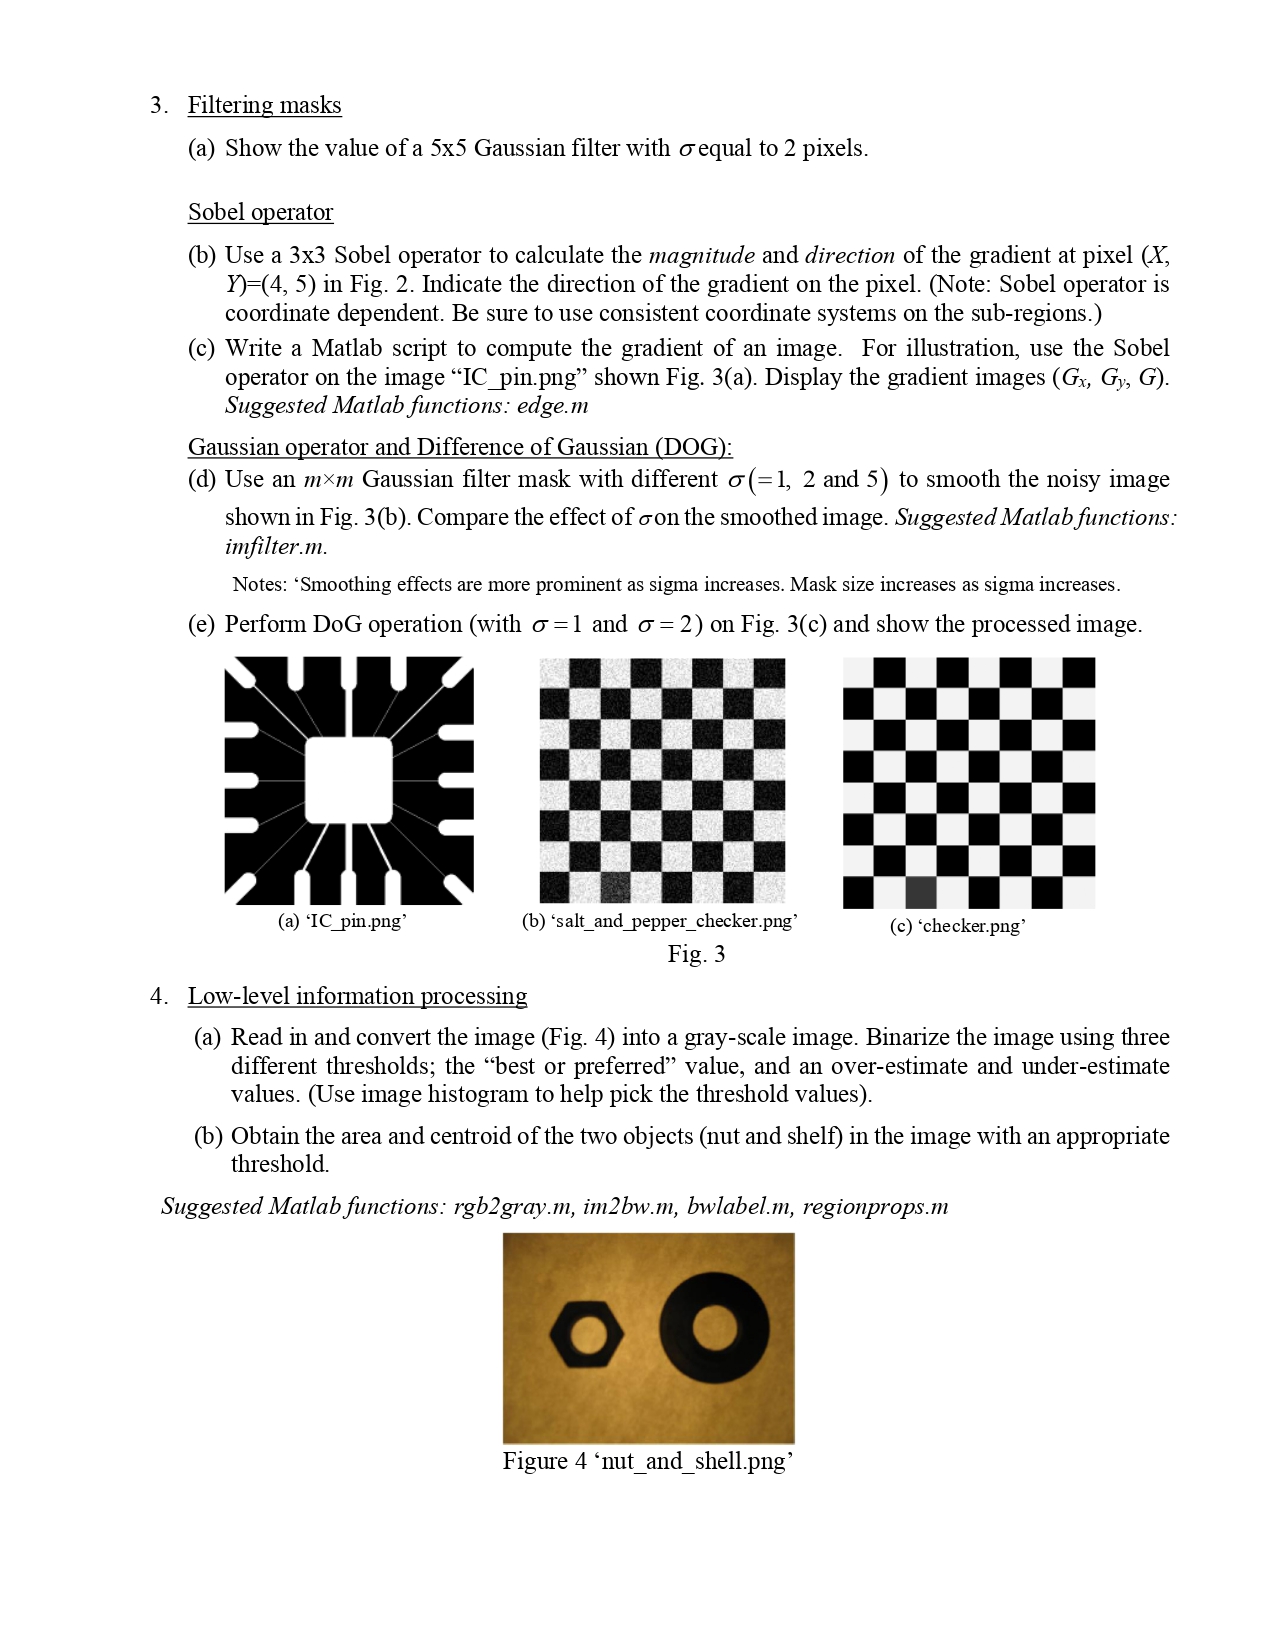 3. Filtering masks
(a) Show the value of a 5x5 Gaussian filter with σ equal to 2 pixels.
Sobel operator
(b) Use a 3x3 Sobel operator to calculate the magnitude and direction of the gradient at pixel (X,
Y)=(4, 5) in Fig. 2. Indicate the direction of the gradient on the pixel. (Note: Sobel operator is
coordinate dependent. Be sure to use consistent coordinate systems on the sub-regions.)
(c) Write a Matlab script to compute the gradient of an image. For illustration, use the Sobel
operator on the image “IC_pin.png” shown Fig. 3(a). Display the gradient images (Gx, Gy, G).
Suggested Matlab functions: edge.m
Gaussian operator and Difference of Gaussian (DOG):
(d) Use an m×m Gaussian filter mask with different σ(=1, 2 and 5) to smooth the noisy image
shown in Fig. 3(b). Compare the effect of σ on the smoothed image. Suggested Matlab functions:
imfilter.m.
Notes: ‘Smoothing effects are more prominent as sigma increases. Mask size increases as sigma increases.
(e) Perform DoG operation (with σ = 1 and σ = 2) on Fig. 3(c) and show the processed image.
(a) ‘IC_pin.png’
(b) ‘salt_and_pepper_checker.png’
(c) ‘checker.png’
Fig. 3
4. Low-level information processing
(a) Read in and convert the image (Fig. 4) into a gray-scale image. Binarize the image using three
different thresholds; the “best or preferred” value, and an over-estimate and under-estimate
values. (Use image histogram to help pick the threshold values).
(b) Obtain the area and centroid of the two objects (nut and shelf) in the image with an appropriate
threshold.
Suggested Matlab functions: rgb2gray.m, im2bw.m, bwlabel.m, regionprops.m
Figure 4 ‘nut_and_shell.png’